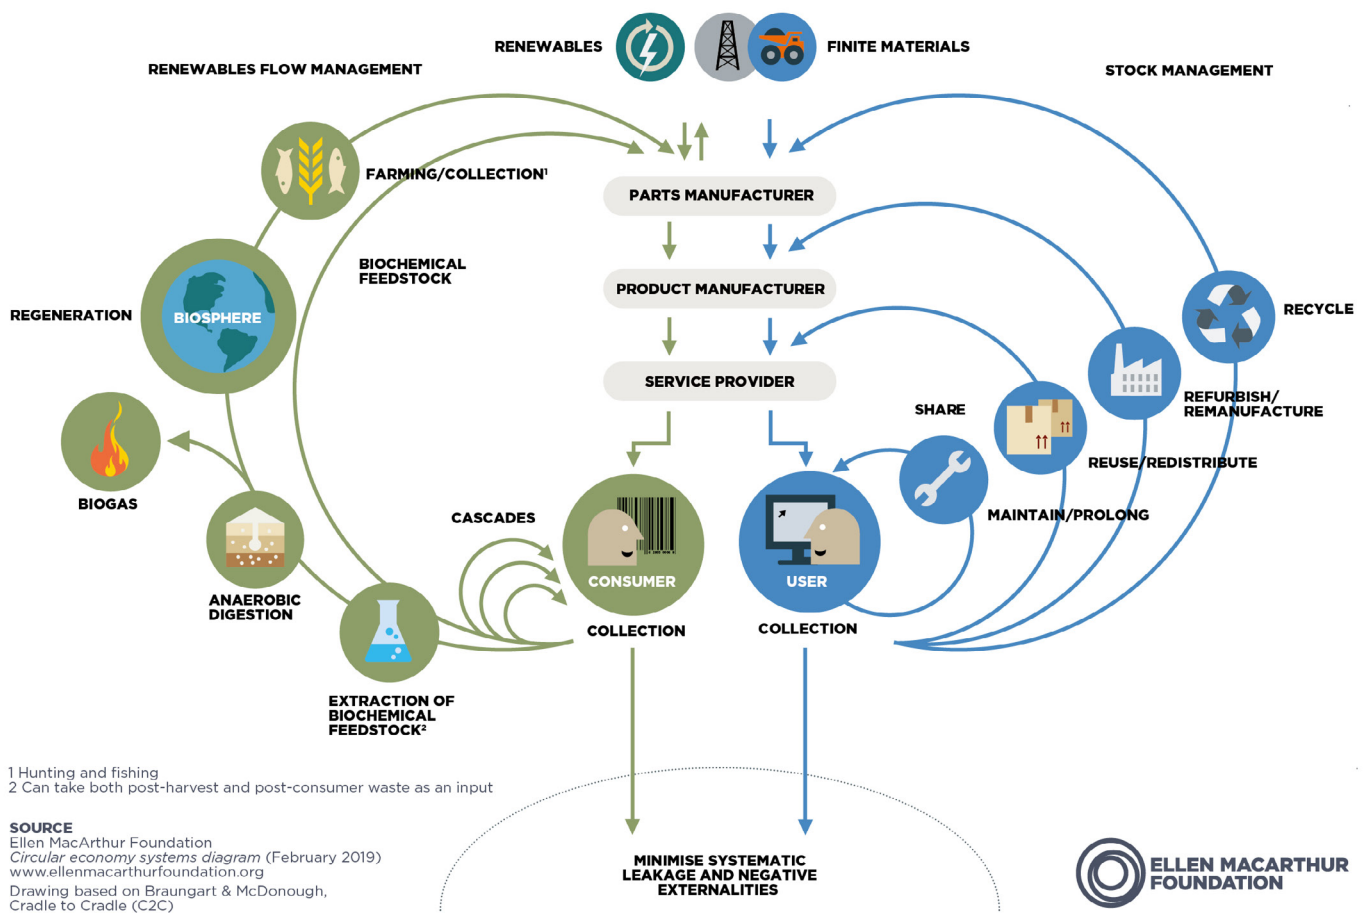 RENEWABLES
FINITE MATERIALS
RENEWABLES FLOW MANAGEMENT
STOCK MANAGEMENT
FARMING/COLLECTION¹
PARTS MANUFACTURER
BIOCHEMICAL
FEEDSTOCK
PRODUCT MANUFACTURER
REGENERATION
BIOSPHERE
RECYCLE
SERVICE PROVIDER
SHARE
REFURBISH/
REMANUFACTURE
REUSE/REDISTRIBUTE
BIOGAS
CASCADES
MAINTAIN/PROLONG
CONSUMER
USER
ANAEROBIC
DIGESTION
COLLECTION
COLLECTION
EXTRACTION OF
BIOCHEMICAL
FEEDSTOCK²
1 Hunting and fishing
2 Can take both post-harvest and post-consumer waste as an input
SOURCE
Ellen MacArthur Foundation
Circular economy systems diagram (February 2019)
www.ellenmacarthurfoundation.org
Drawing based on Braungart & McDonough,
Cradle to Cradle (C2C)
MINIMISE SYSTEMATIC
LEAKAGE AND NEGATIVE
EXTERNALITIES
ELLEN MACARTHUR
FOUNDATION